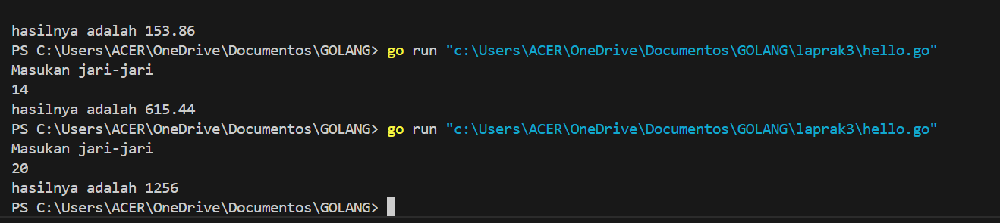 hasilnya adalah 153.86
PS C:\Users\ACER\OneDrive\Documentos\GOLANG> go run "c:\Users\ACER\OneDrive\Documentos\GOLANG\laprak3\hello.go"
Masukan jari-jari
14
hasilnya adalah 615.44
PS C:\Users\ACER\OneDrive\Documentos\GOLANG> go run "c:\Users\ACER\OneDrive\Documentos\GOLANG\laprak3\hello.go"
Masukan jari-jari
20
hasilnya adalah 1256
PS C:\Users\ACER\OneDrive\Documentos\GOLANG>